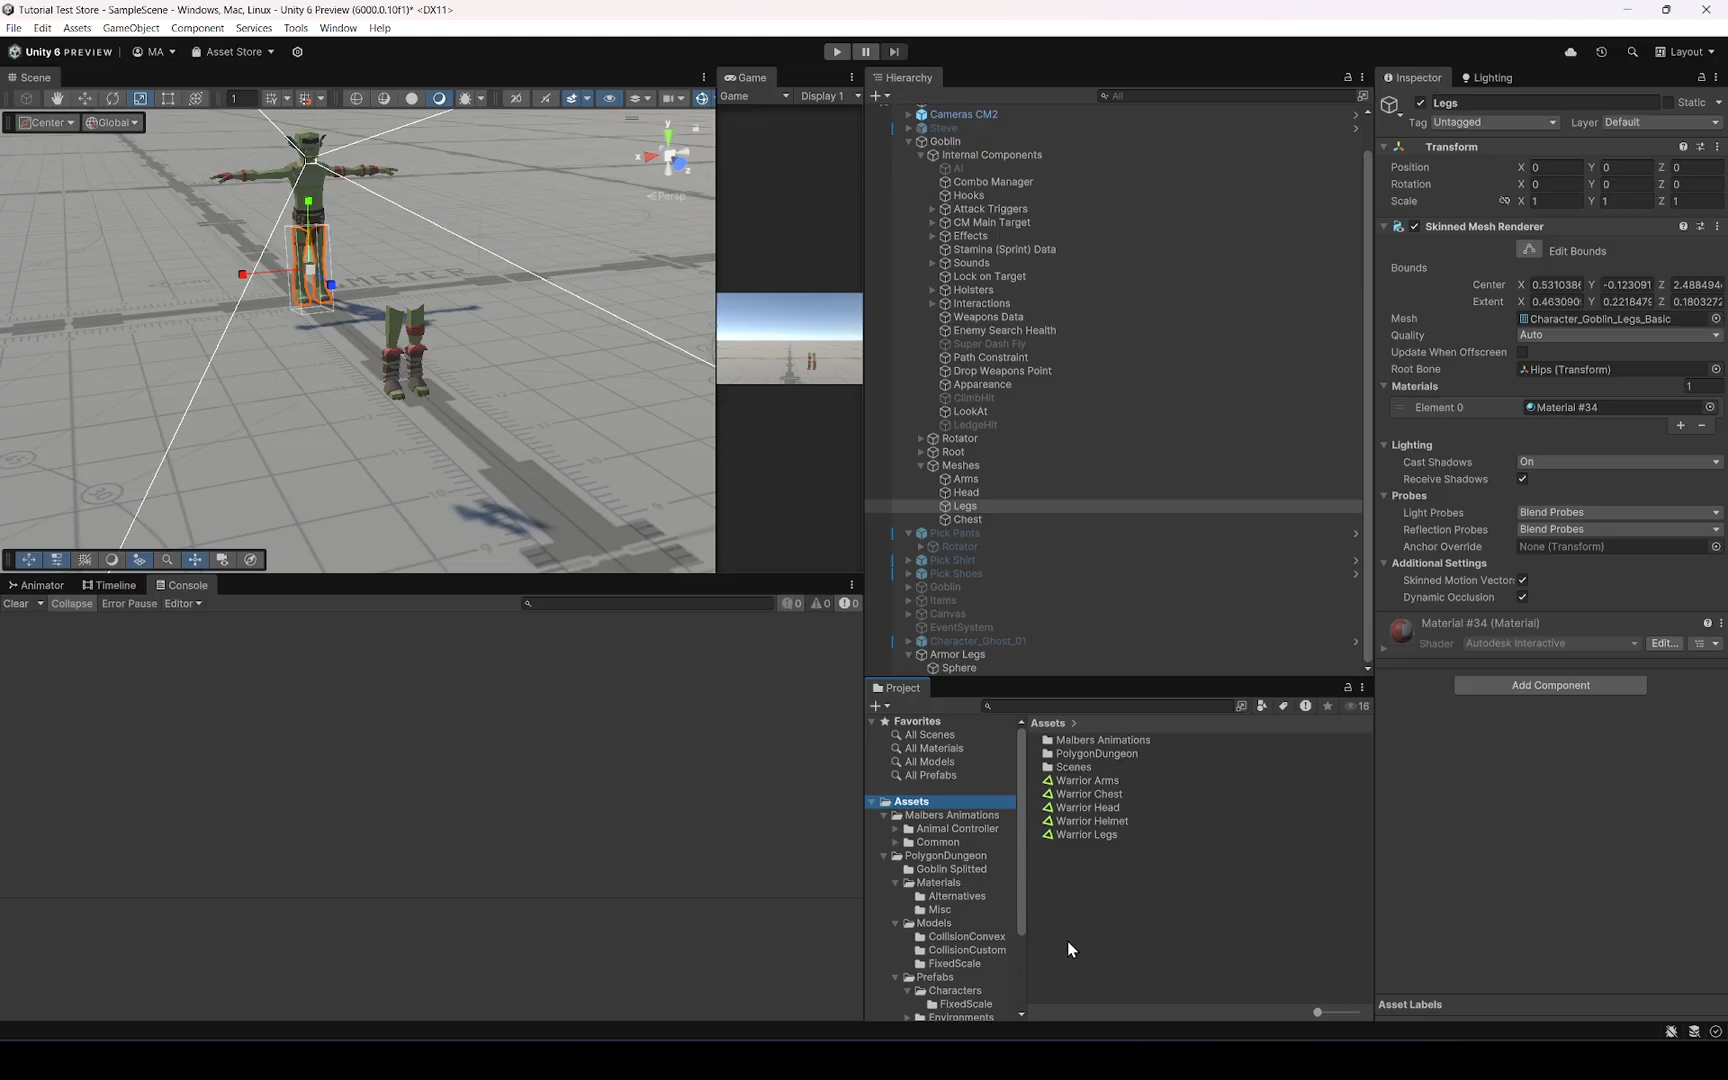 Tutorial Test Store - SampleScene - Windows, Mac, Linux - Unity 6 Preview (6000.0.10f1)* <DX11>
File Edit Assets GameObject Component Services Tools Window Help
Unity 6 PREVIEW MA Asset Store Layout
Scene
Game
Hierarchy
Inspector Lighting
1
Game Display 1
All
Center Global
Persp
x
y
z
METER
Cameras CM2
Steve
Goblin
Internal Components
AI
Combo Manager
Hooks
Attack Triggers
CM Main Target
Effects
Stamina (Sprint) Data
Sounds
Lock on Target
Holsters
Interactions
Weapons Data
Enemy Search Health
Super Dash Fly
Path Constraint
Drop Weapons Point
Appareance
ClimbHit
LookAt
LedgeHit
Rotator
Root
Meshes
Arms
Head
Legs
Chest
Pick Pants
Rotator
Pick Shirt
Pick Shoes
Goblin
Items
Canvas
EventSystem
Character_Ghost_01
Armor Legs
Sphere
Legs Static
Tag Untagged Layer Default
Transform
Position X 0 Y 0 Z 0
Rotation X 0 Y 0 Z 0
Scale X 1 Y 1 Z 1
Skinned Mesh Renderer
Edit Bounds
Bounds
Center X 0.531038 Y -0.123091 Z 2.488494
Extent X 0.463090 Y 0.221847 Z 0.1803272
Mesh Character_Goblin_Legs_Basic
Quality Auto
Update When Offscreen
Root Bone Hips (Transform)
Materials 1
Element 0 Material #34
Lighting
Cast Shadows On
Receive Shadows
Probes
Light Probes Blend Probes
Reflection Probes Blend Probes
Anchor Override None (Transform)
Additional Settings
Skinned Motion Vectors
Dynamic Occlusion
Material #34 (Material)
Shader Autodesk Interactive Edit...
Add Component
Asset Labels
Animator Timeline Console
Clear Collapse Error Pause Editor 0 0 0
Project
16
Favorites
All Scenes
All Materials
All Models
All Prefabs
Assets
Malbers Animations
Animal Controller
Common
PolygonDungeon
Goblin Splitted
Materials
Alternatives
Misc
Models
CollisionConvex
CollisionCustom
FixedScale
Prefabs
Characters
FixedScale
Environments
Assets >
Malbers Animations
PolygonDungeon
Scenes
Warrior Arms
Warrior Chest
Warrior Head
Warrior Helmet
Warrior Legs